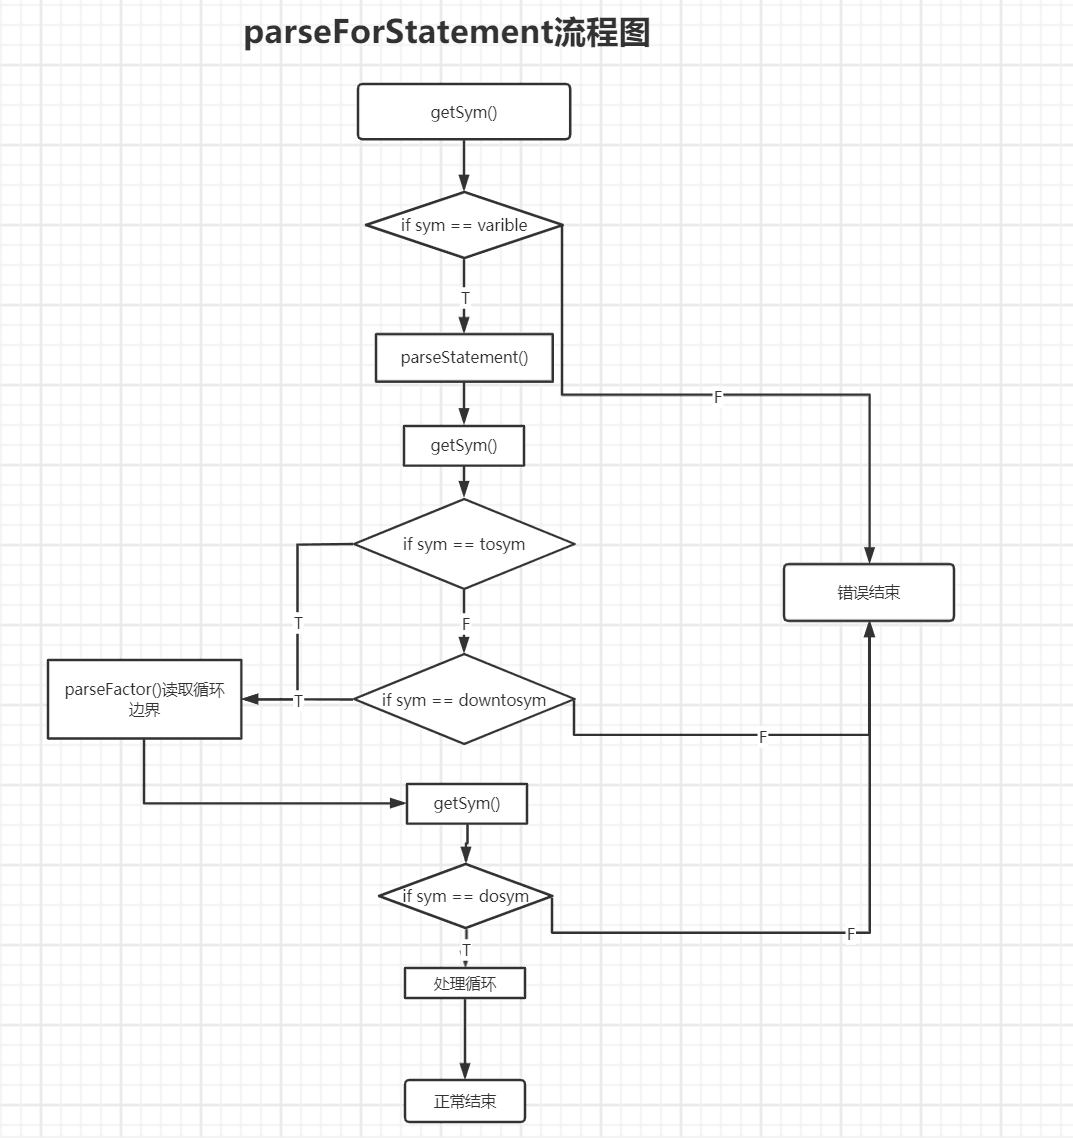 parseForStatement流程图
getSym()
if sym == varible
T
parseStatement()
F
getSym()
if sym == tosym
错误结束
T
F
parseFactor()读取循环
边界
T
if sym == downtosym
F
getSym()
if sym == dosym
F
T
处理循环
正常结束